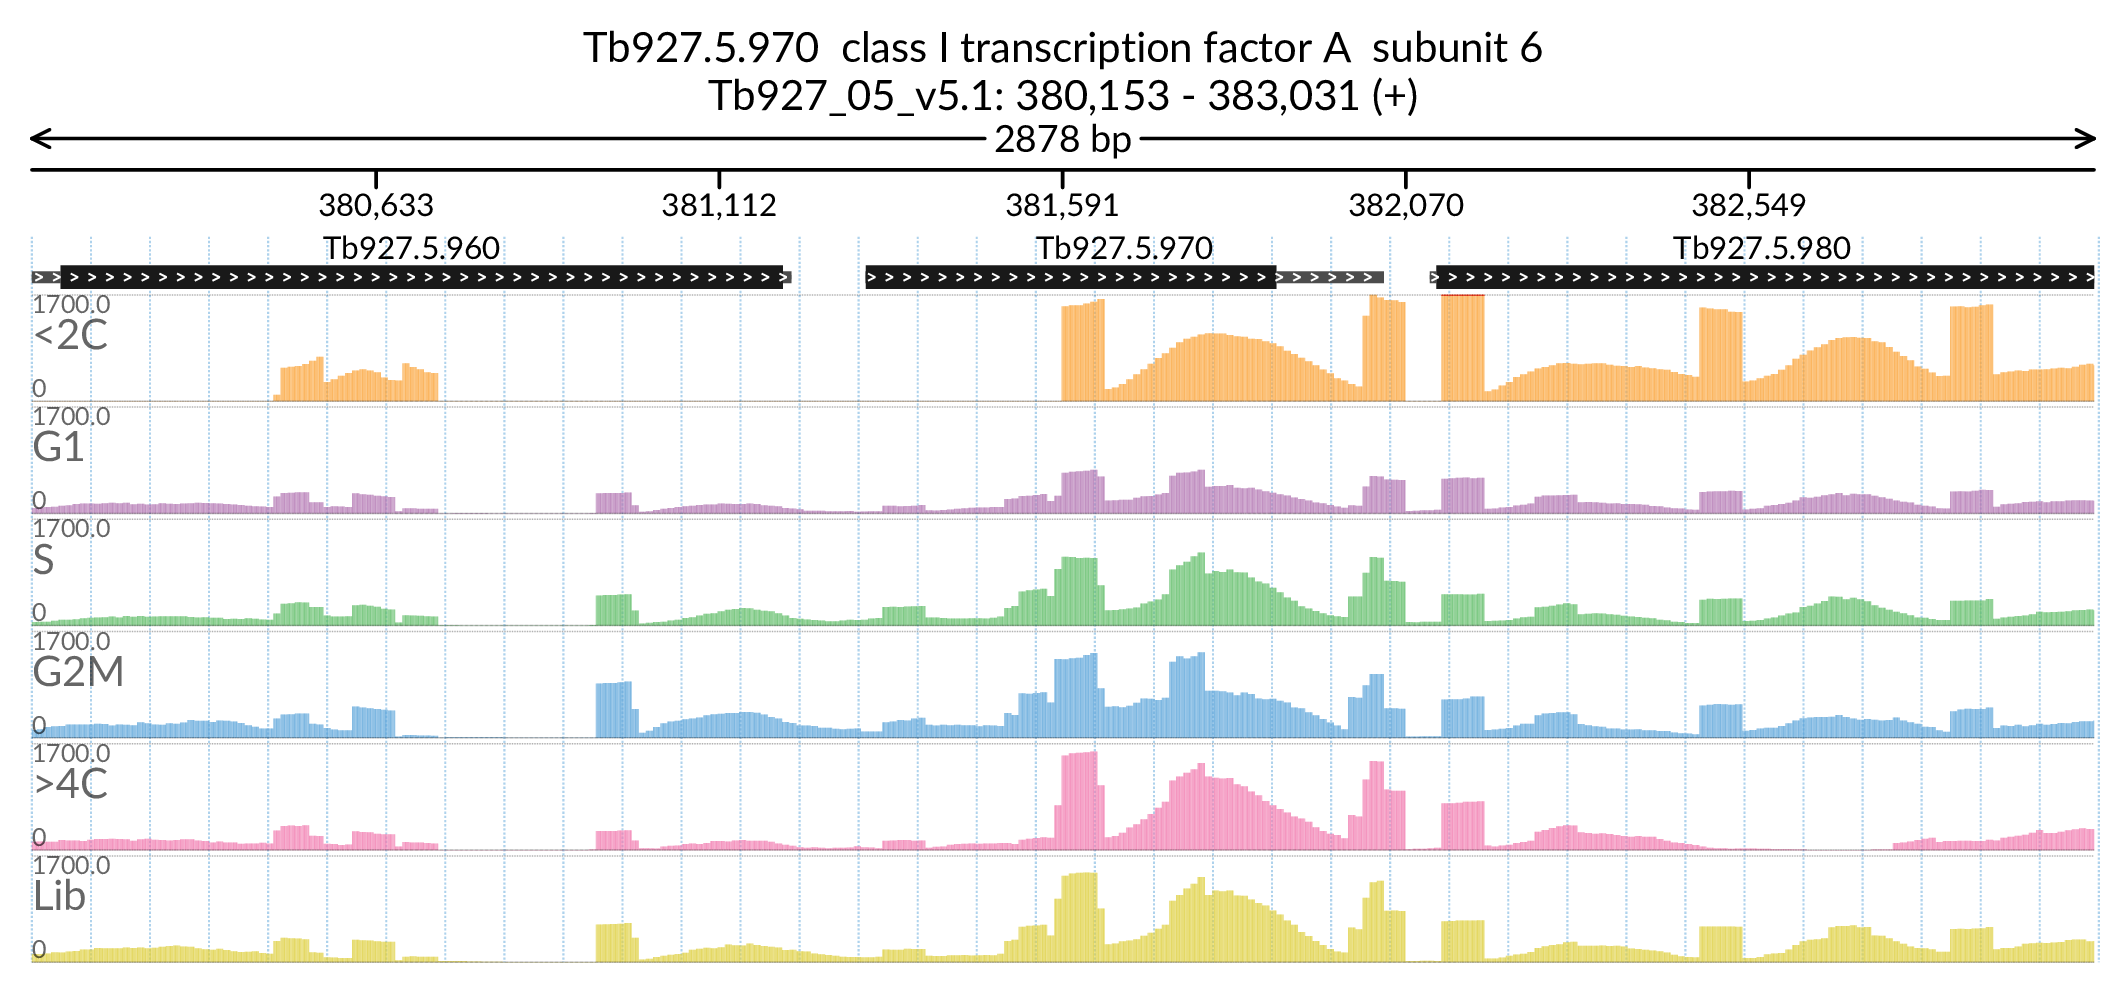 Tb927.5.970  class I transcription factor A  subunit 6
Tb927_05_v5.1: 380,153 - 383,031 (+)
2878 bp
380,633 381,112 381,591 382,070 382,549
Tb927.5.960 Tb927.5.970 Tb927.5.980
1700.0
<2C
0
1700.0
G1
0
1700.0
S
0
1700.0
G2M
0
1700.0
>4C
0
1700.0
Lib
0